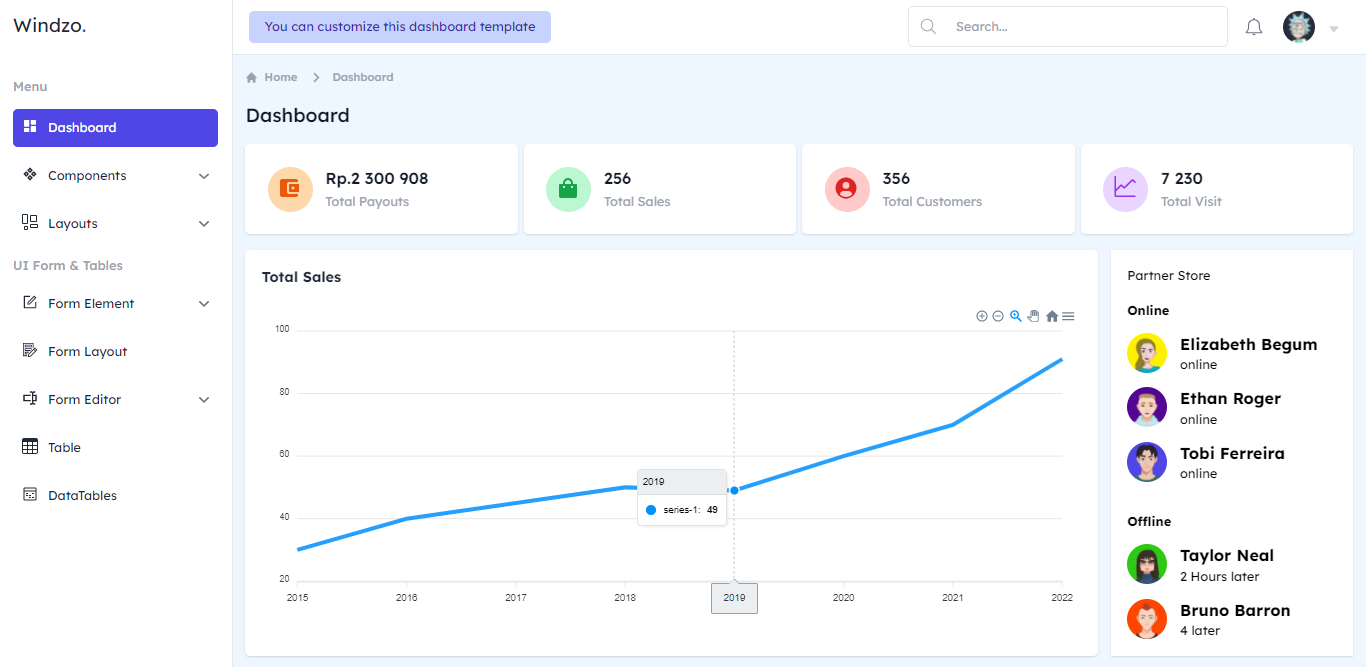 Windzo.
You can customize this dashboard template
Search...
Menu
Dashboard
Components
Layouts
UI Form & Tables
Form Element
Form Layout
Form Editor
Table
DataTables
Home
Dashboard
Dashboard
Rp.2 300 908
Total Payouts
256
Total Sales
356
Total Customers
7 230
Total Visit
Total Sales
100
80
60
40
20
2019
series-1: 49
2015
2016
2017
2018
2019
2020
2021
2022
Partner Store
Online
Elizabeth Begum
online
Ethan Roger
online
Tobi Ferreira
online
Offline
Taylor Neal
2 Hours later
Bruno Barron
4 later